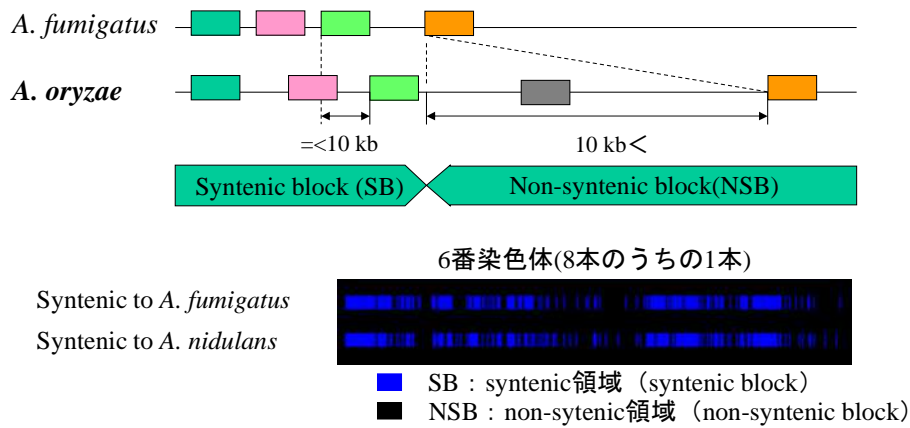 A. fumigatus
A. oryzae
=<10 kb
10 kb<
Syntenic block (SB)
Non-syntenic block(NSB)
6番染色体(8本のうちの1本)
Syntenic to A. fumigatus
Syntenic to A. nidulans
SB：syntenic領域（syntenic block）
NSB：non-sytenic領域（non-syntenic block）